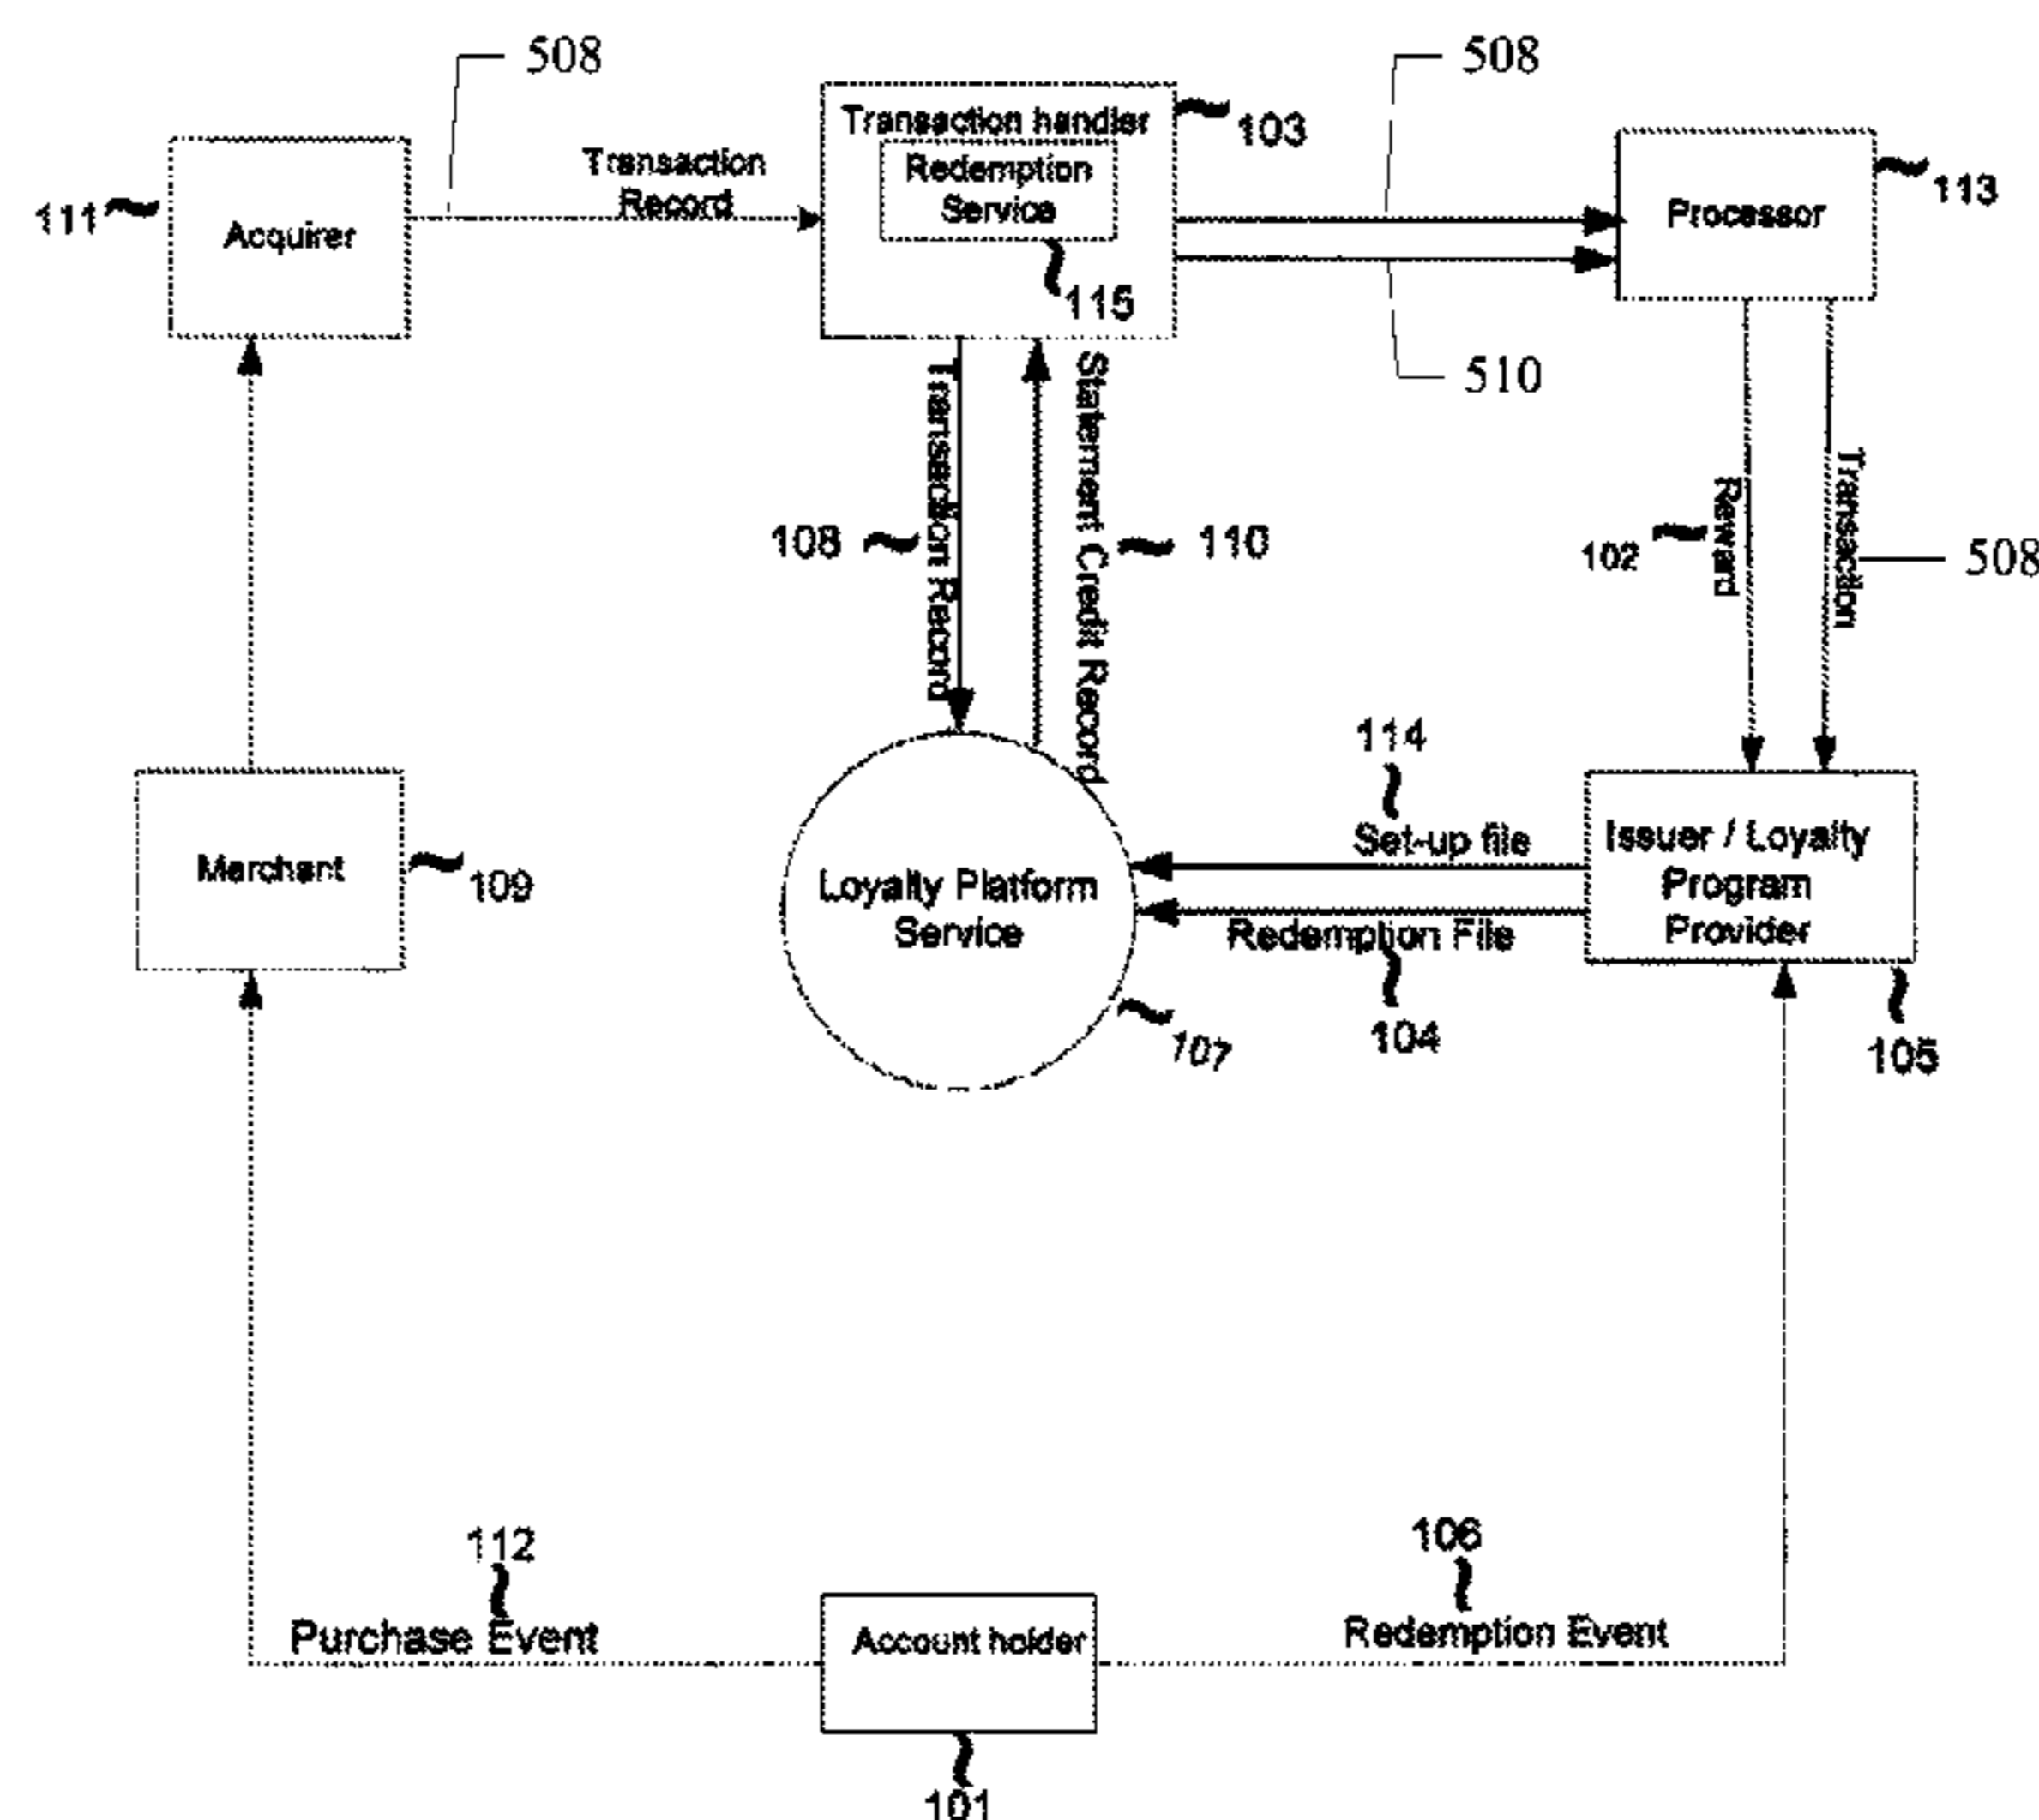 508
508
Transaction handler
103
Redemption
Service
115
111
Acquirer
Transaction
Record
Processor
113
510
Transaction Record
Statement Credit Record
108
110
Reward
Transaction
102
508
114
Set-up file
Merchant
109
Loyalty Platform
Service
Issuer / Loyalty
Program
Provider
Redemption File
104
107
105
112
Purchase Event
106
Redemption Event
Account holder
101